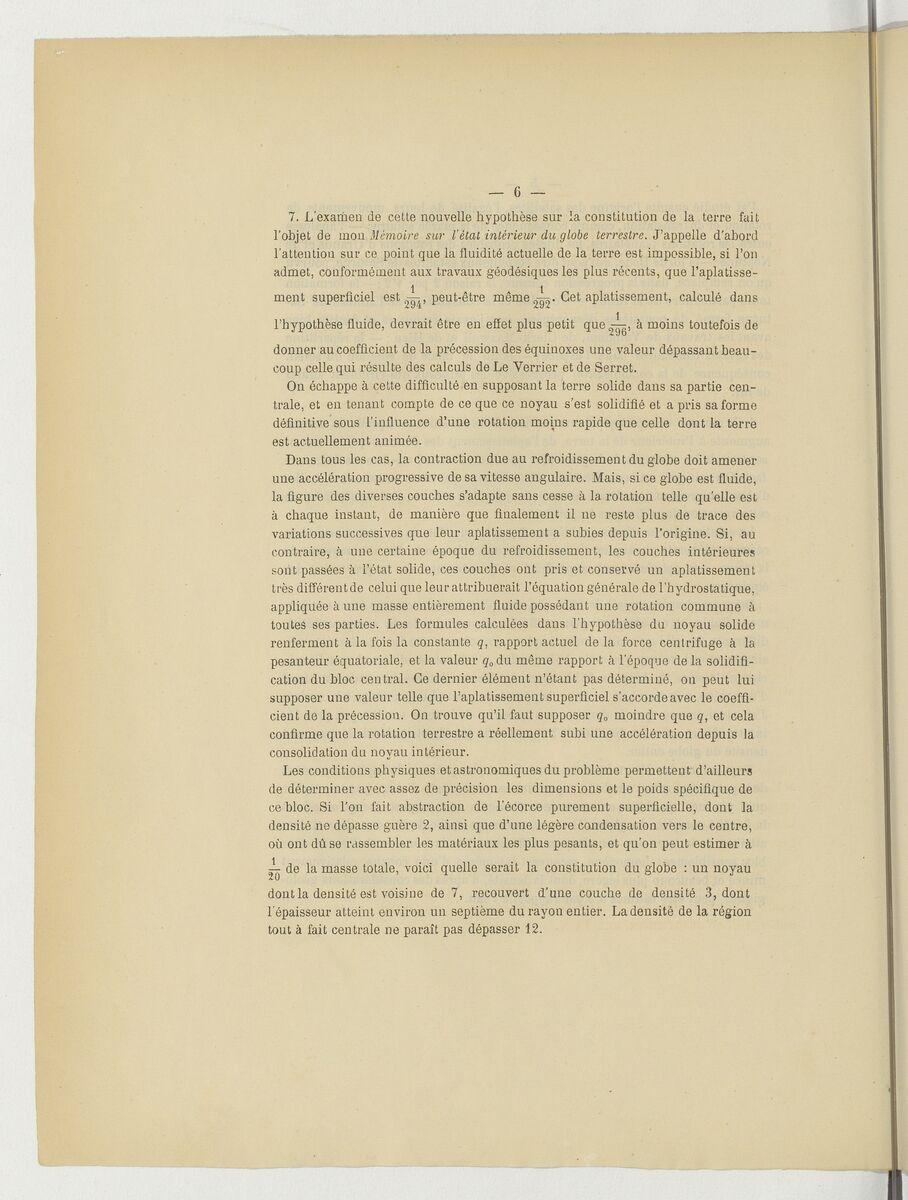 — 6 —
7. L'examen de cette nouvelle hypothèse sur la constitution de la terre fait
l'objet de mon Mémoire sur l'état intérieur du globe terrestre. J'appelle d'abord
l'attention sur ce point que la fluidité actuelle de la terre est impossible, si l'on
admet, conformément aux travaux géodésiques les plus récents, que l'aplatisse-
ment superficiel est 1/294, peut-être même 1/292. Cet aplatissement, calculé dans
l'hypothèse fluide, devrait être en effet plus petit que 1/296, à moins toutefois de
donner au coefficient de la précession des équinoxes une valeur dépassant beau-
coup celle qui résulte des calculs de Le Verrier et de Serret.
On échappe à cette difficulté en supposant la terre solide dans sa partie cen-
trale, et en tenant compte de ce que ce noyau s'est solidifié et a pris sa forme
définitive sous l'influence d'une rotation moins rapide que celle dont la terre
est actuellement animée.
Dans tous les cas, la contraction due au refroidissement du globe doit amener
une accélération progressive de sa vitesse angulaire. Mais, si ce globe est fluide,
la figure des diverses couches s'adapte sans cesse à la rotation telle qu'elle est
à chaque instant, de manière que finalement il ne reste plus de trace des
variations successives que leur aplatissement a subies depuis l'origine. Si, au
contraire, à une certaine époque du refroidissement, les couches intérieures
sont passées à l'état solide, ces couches ont pris et conservé un aplatissement
très différent de celui que leur attribuerait l'équation générale de l'hydrostatique,
appliquée à une masse entièrement fluide possédant une rotation commune à
toutes ses parties. Les formules calculées dans l'hypothèse du noyau solide
renferment à la fois la constante q, rapport actuel de la force centrifuge à la
pesanteur équatoriale, et la valeur q₀ du même rapport à l'époque de la solidifi-
cation du bloc central. Ce dernier élément n'étant pas déterminé, on peut lui
supposer une valeur telle que l'aplatissement superficiel s'accorde avec le coeffi-
cient de la précession. On trouve qu'il faut supposer q₀ moindre que q, et cela
confirme que la rotation terrestre a réellement subi une accélération depuis la
consolidation du noyau intérieur.
Les conditions physiques et astronomiques du problème permettent d'ailleurs
de déterminer avec assez de précision les dimensions et le poids spécifique de
ce bloc. Si l'on fait abstraction de l'écorce purement superficielle, dont la
densité ne dépasse guère 2, ainsi que d'une légère condensation vers le centre,
où ont dû se rassembler les matériaux les plus pesants, et qu'on peut estimer à
1/20 de la masse totale, voici quelle serait la constitution du globe : un noyau
dont la densité est voisine de 7, recouvert d'une couche de densité 3, dont
l'épaisseur atteint environ un septième du rayon entier. La densité de la région
tout à fait centrale ne paraît pas dépasser 12.